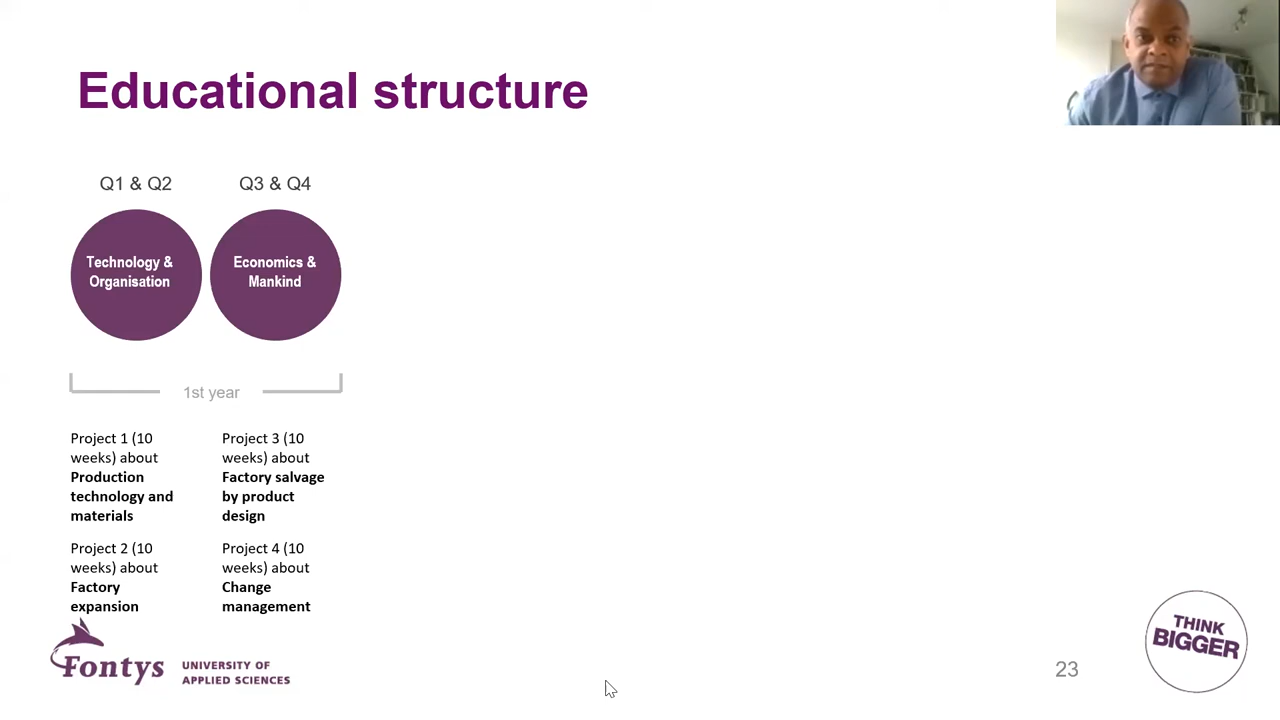 Educational structure
Q1 & Q2
Q3 & Q4
Technology &
Organisation
Economics &
Mankind
1st year
Project 1 (10
weeks) about
Production
technology and
materials
Project 3 (10
weeks) about
Factory salvage
by product
design
Project 2 (10
weeks) about
Factory
expansion
Project 4 (10
weeks) about
Change
management
Fontys
UNIVERSITY OF
APPLIED SCIENCES
23
THINK
BIGGER